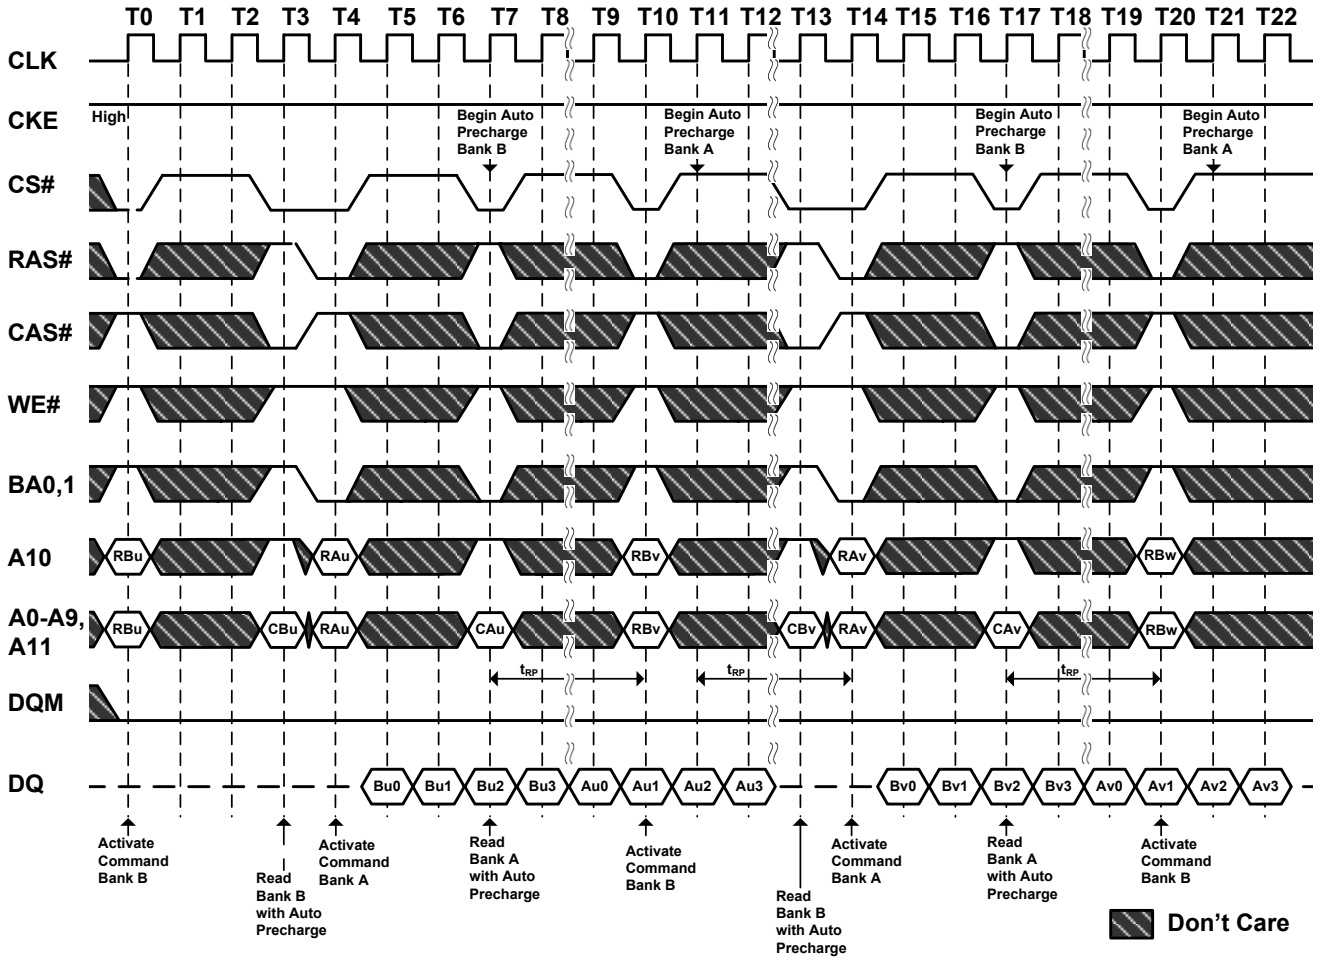 T0 T1 T2 T3 T4 T5 T6 T7 T8 T9 T10 T11 T12 T13 T14 T15 T16 T17 T18 T19 T20 T21 T22
CLK
CKE
High
Begin Auto
Precharge
Bank B
Begin Auto
Precharge
Bank A
Begin Auto
Precharge
Bank B
Begin Auto
Precharge
Bank A
CS#
RAS#
CAS#
WE#
BA0,1
A10
RBu RAu RBv RAv RBw
A0-A9,
A11
RBu CBu RAu CAu RBv CBv RAv CAv RBw
tRP tRP tRP
DQM
DQ
Bu0 Bu1 Bu2 Bu3 Au0 Au1 Au2 Au3 Bv0 Bv1 Bv2 Bv3 Av0 Av1 Av2 Av3
Activate
Command
Bank B
Read
Bank B
with Auto
Precharge
Activate
Command
Bank A
Read
Bank A
with Auto
Precharge
Activate
Command
Bank B
Read
Bank B
with Auto
Precharge
Activate
Command
Bank A
Read
Bank A
with Auto
Precharge
Activate
Command
Bank B
Don't Care